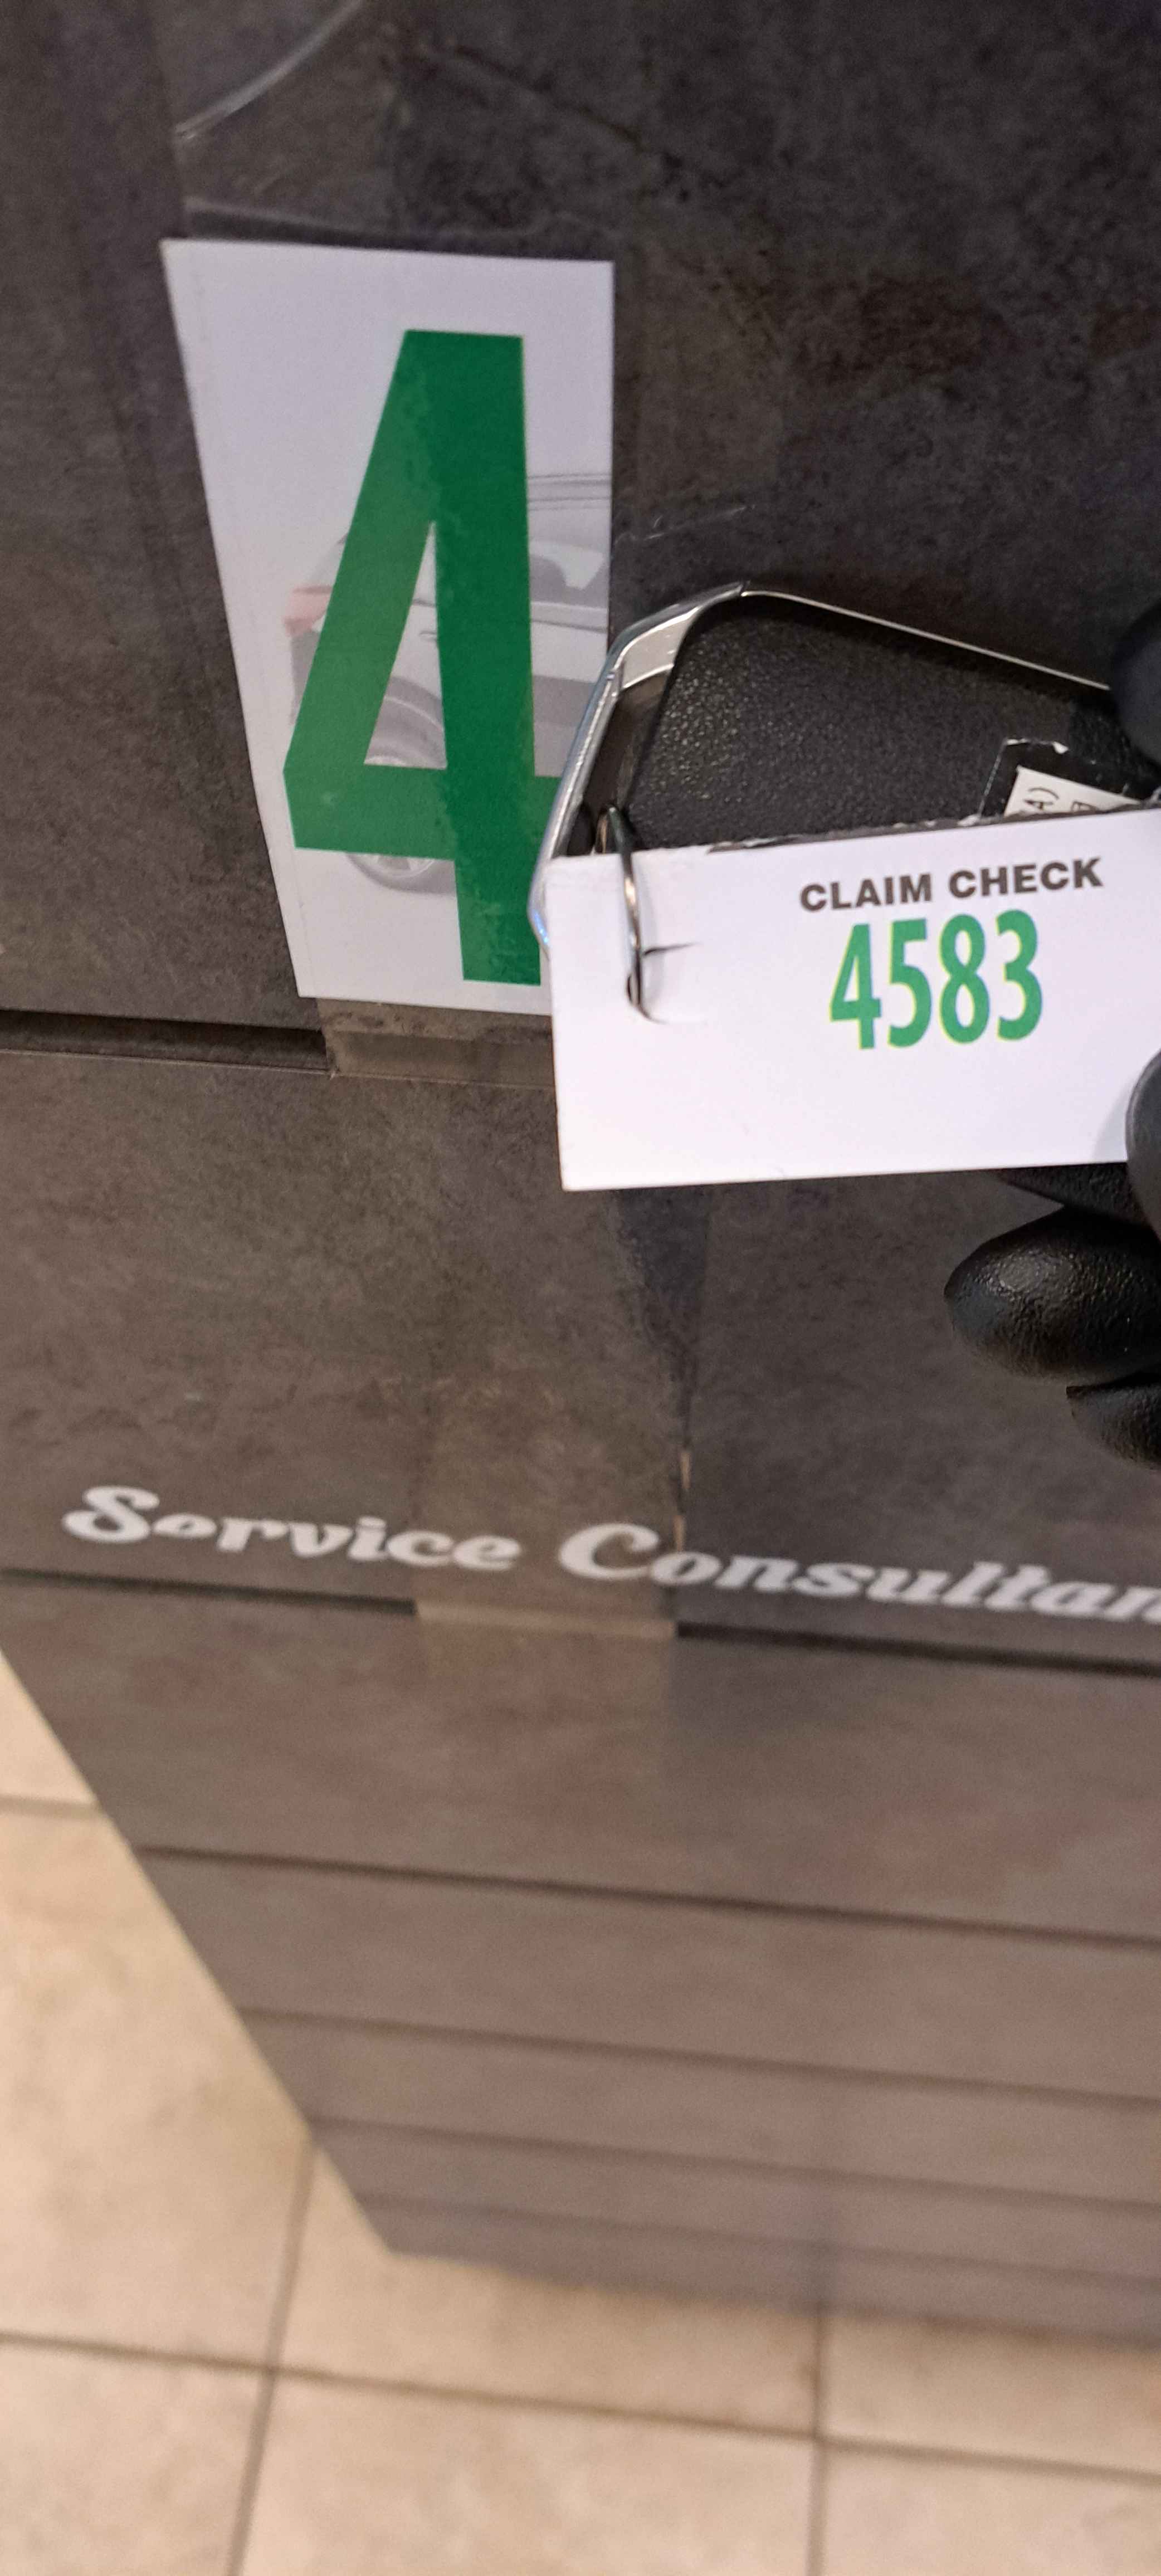 4
CLAIM CHECK
4583
Service Consultan